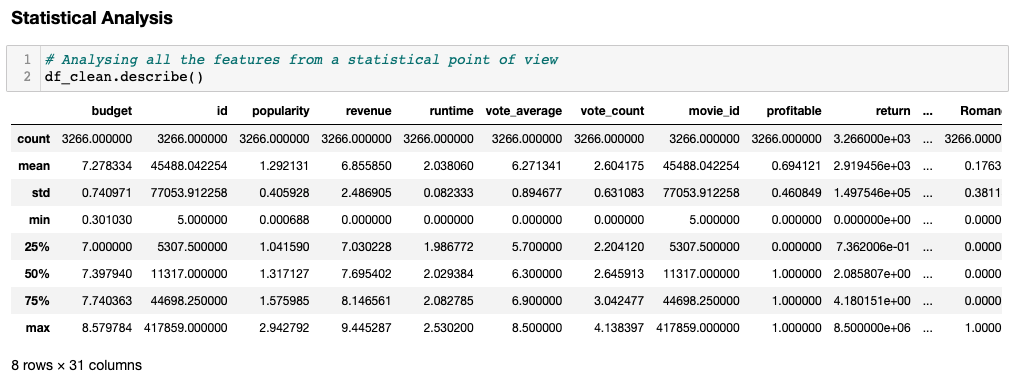 Statistical Analysis
1 # Analysing all the features from a statistical point of view
2 df_clean.describe()
budget id popularity revenue runtime vote_average vote_count movie_id profitable return ... Roman
count 3266.000000 3266.000000 3266.000000 3266.000000 3266.000000 3266.000000 3266.000000 3266.000000 3266.000000 3.266000e+03 ... 3266.0000
mean 7.278334 45488.042254 1.292131 6.855850 2.038060 6.271341 2.604175 45488.042254 0.694121 2.919456e+03 ... 0.1763
std 0.740971 77053.912258 0.405928 2.486905 0.082333 0.894677 0.631083 77053.912258 0.460849 1.497546e+05 ... 0.3811
min 0.301030 5.000000 0.000688 0.000000 0.000000 0.000000 0.000000 5.000000 0.000000 0.000000e+00 ... 0.0000
25% 7.000000 5307.500000 1.041590 7.030228 1.986772 5.700000 2.204120 5307.500000 0.000000 7.362006e-01 ... 0.0000
50% 7.397940 11317.000000 1.317127 7.695402 2.029384 6.300000 2.645913 11317.000000 1.000000 2.085807e+00 ... 0.0000
75% 7.740363 44698.250000 1.575985 8.146561 2.082785 6.900000 3.042477 44698.250000 1.000000 4.180151e+00 ... 0.0000
max 8.579784 417859.000000 2.942792 9.445287 2.530200 8.500000 4.138397 417859.000000 1.000000 8.500000e+06 ... 1.0000
8 rows × 31 columns